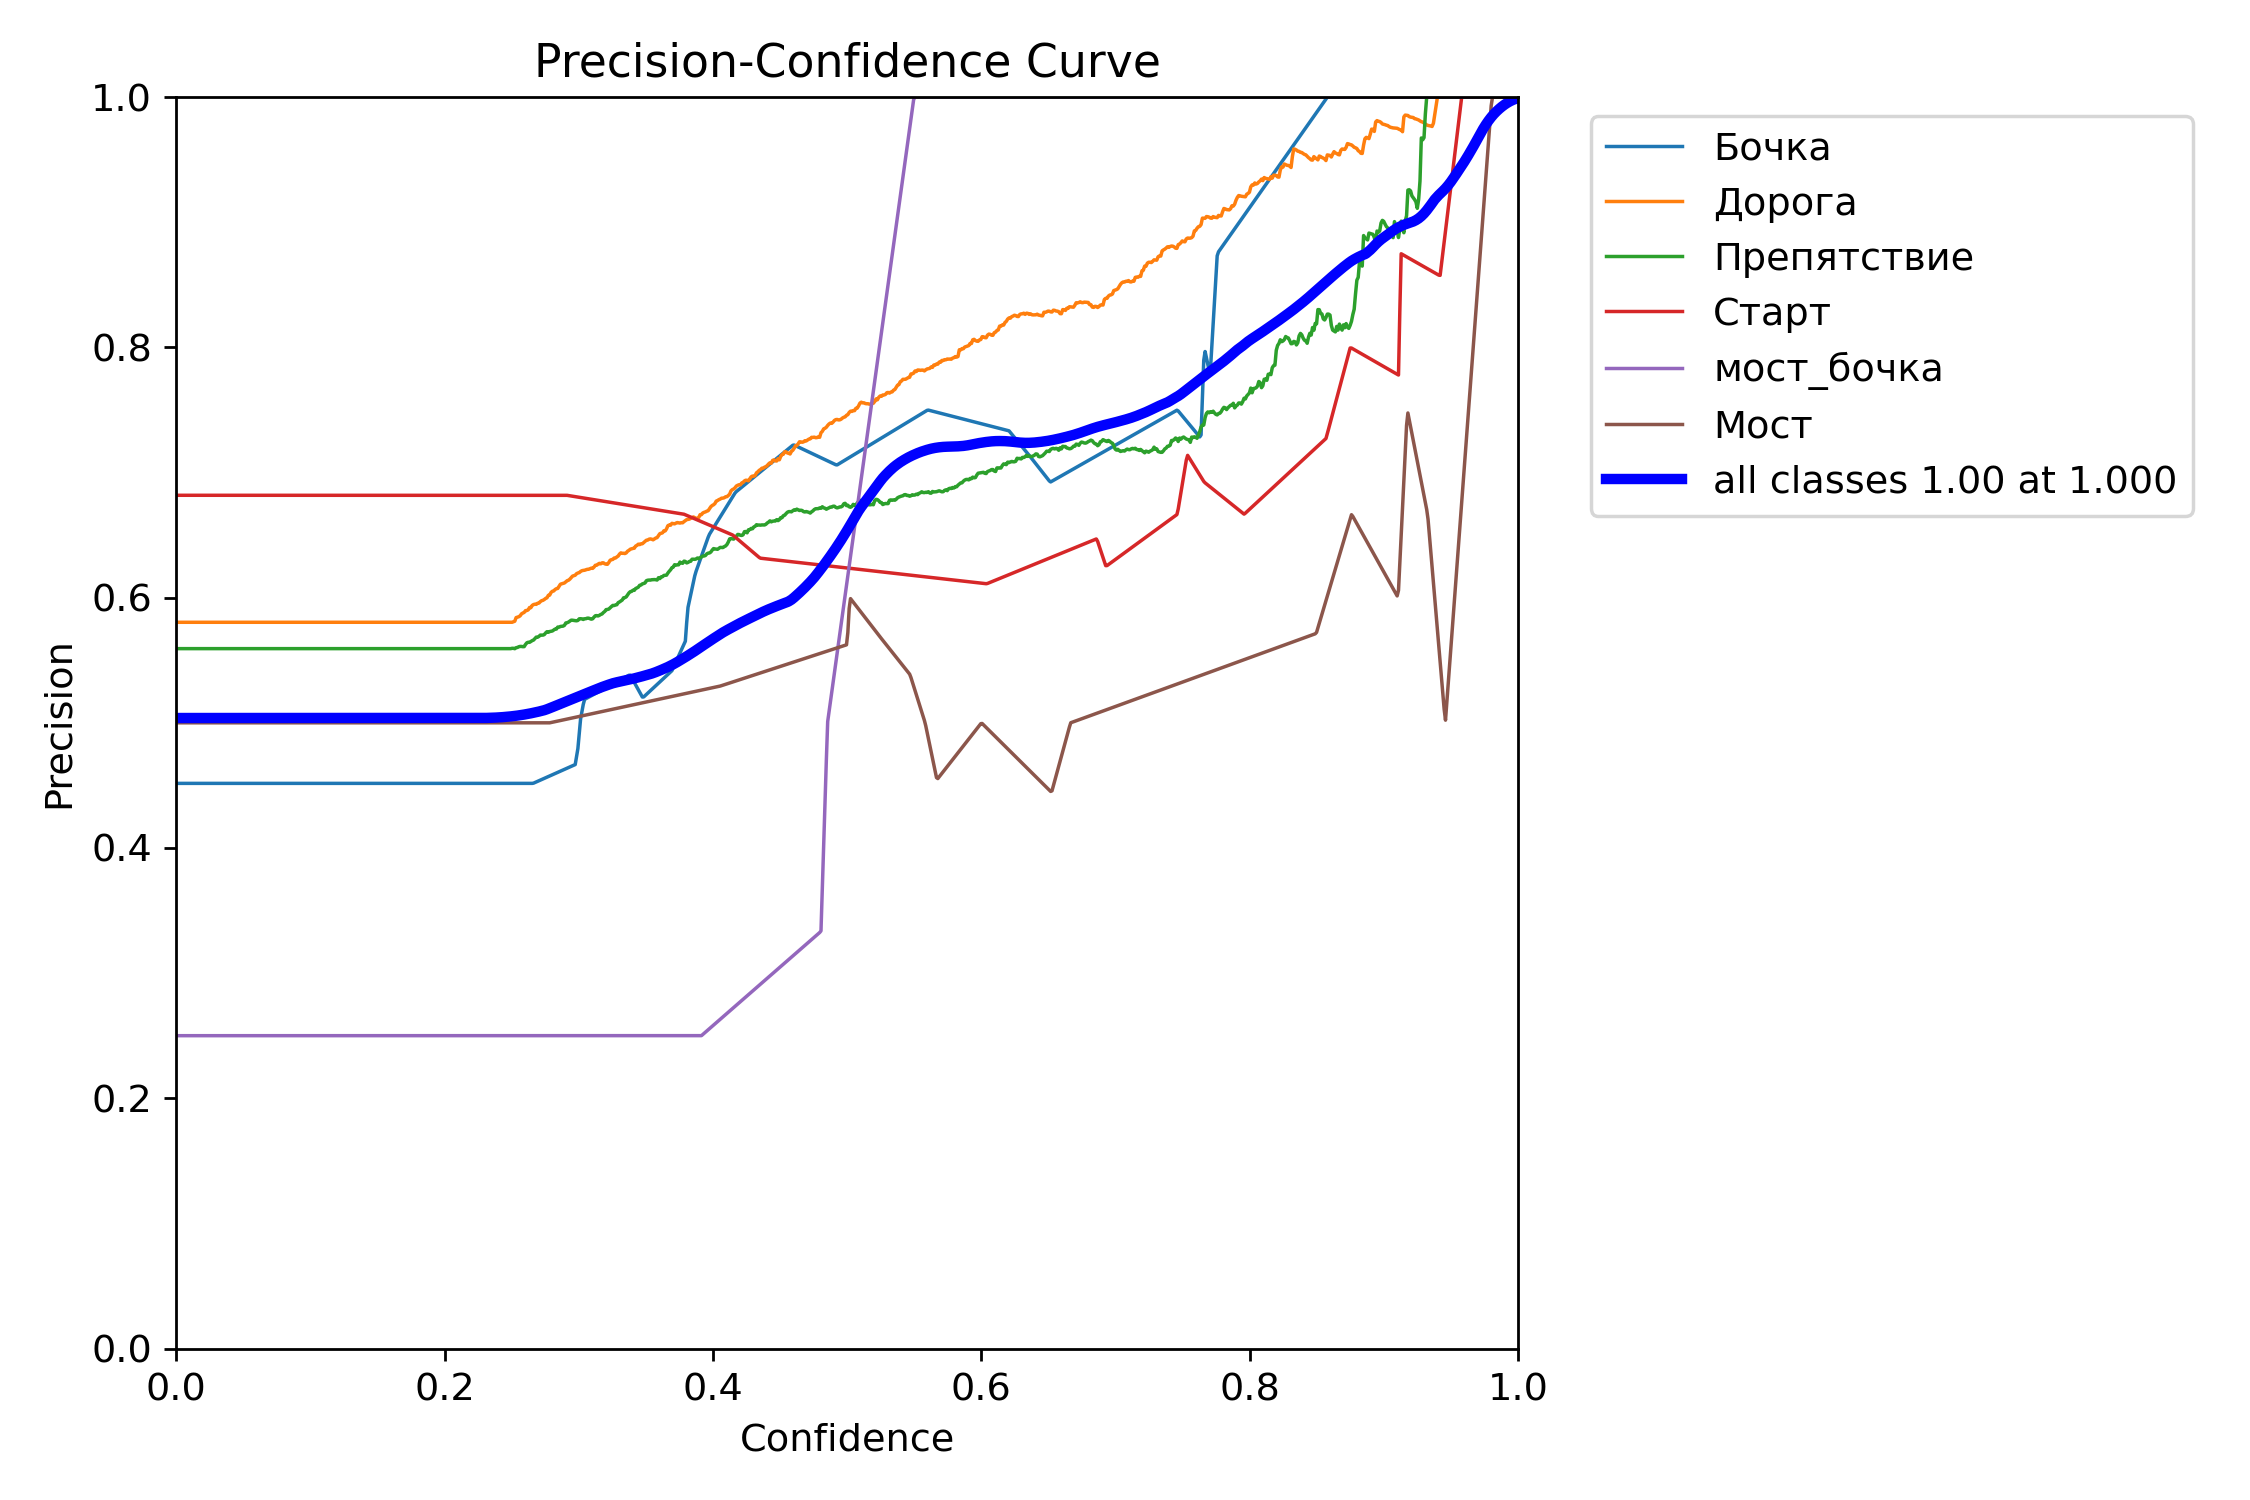 Precision-Confidence Curve
1.0
0.8
0.6
0.4
0.2
0.0
Precision
0.0 0.2 0.4 0.6 0.8 1.0
Confidence
Бочка
Дорога
Препятствие
Старт
мост_бочка
Мост
all classes 1.00 at 1.000